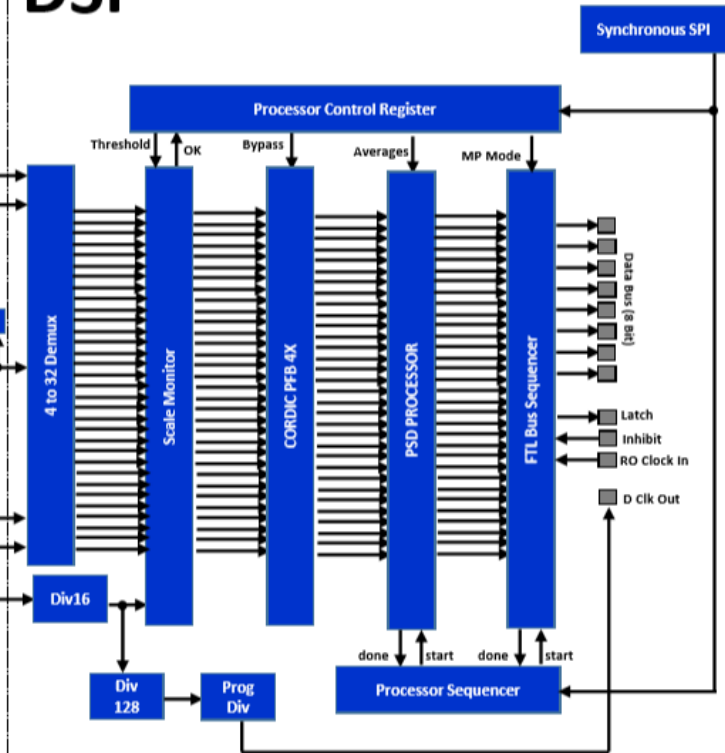 DSP
Synchronous SPI
Processor Control Register
Threshold
OK
Bypass
Averages
MP Mode
4 to 32 Demux
Scale Monitor
CORDIC PFB 4X
PSD PROCESSOR
FTL Bus Sequencer
Data Bus (8 Bit)
Latch
Inhibit
RO Clock In
D Clk Out
Div16
done
start
done
start
Div
128
Prog
Div
Processor Sequencer